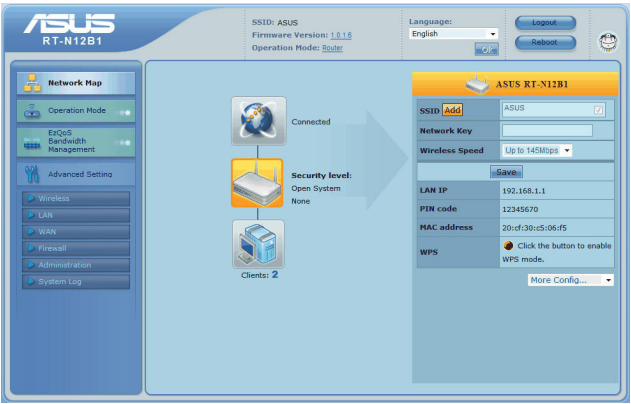 ASUS
RT-N12B1
SSID: ASUS
Firmware Version: 1.0.1.6
Operation Mode: Router
Language:
English
OK
Logout
Reboot
Network Map
Operation Mode
EzQoS
Bandwidth
Management
Advanced Setting
Wireless
LAN
WAN
Firewall
Administration
System Log
Connected
Security level:
Open System
None
Clients: 2
ASUS RT-N12B1
SSID Add ASUS
Network Key
Wireless Speed Up to 145Mbps
Save
LAN IP 192.168.1.1
PIN code 12345670
MAC address 20:cf:30:c5:06:f5
WPS Click the button to enable
WPS mode.
More Config...